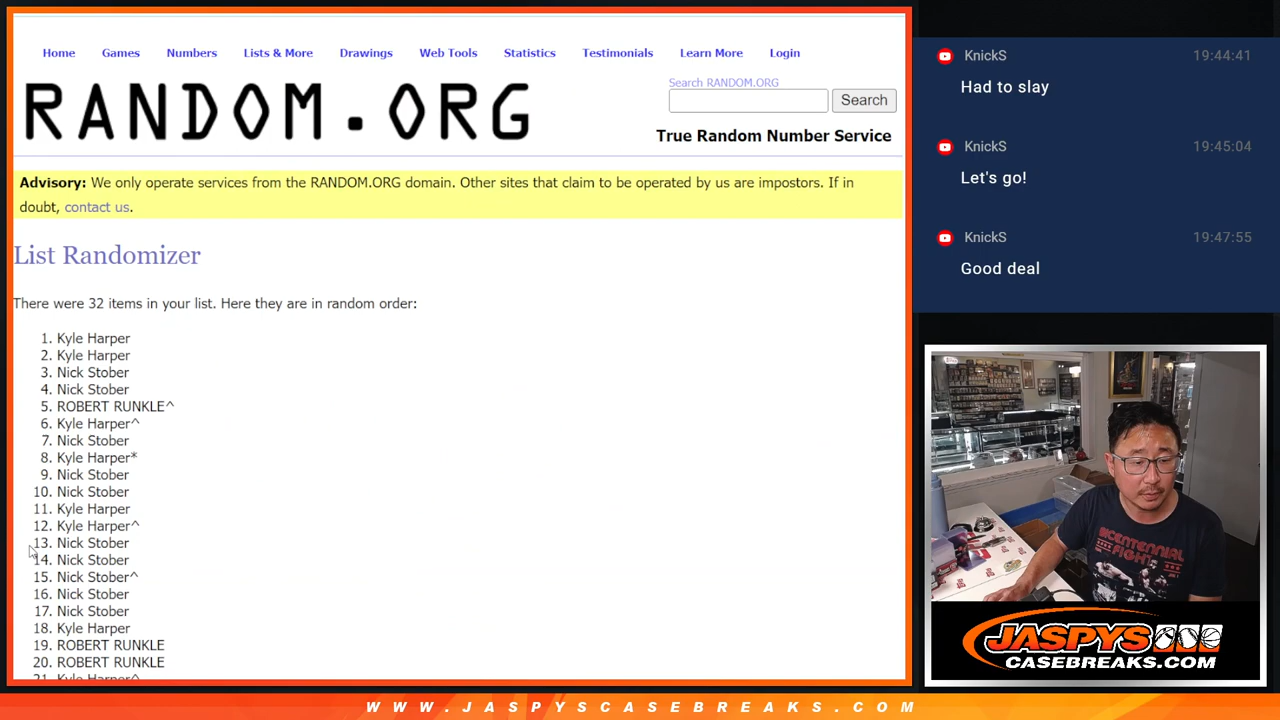 Home Games Numbers Lists & More Drawings Web Tools Statistics Testimonials Learn More Login
RANDOM.ORG
Search RANDOM.ORG
Search
True Random Number Service
Advisory: We only operate services from the RANDOM.ORG domain. Other sites that claim to be operated by us are impostors. If in
doubt, contact us.
List Randomizer
There were 32 items in your list. Here they are in random order:
1. Kyle Harper
2. Kyle Harper
3. Nick Stober
4. Nick Stober
5. ROBERT RUNKLE^
6. Kyle Harper^
7. Nick Stober
8. Kyle Harper*
9. Nick Stober
10. Nick Stober
11. Kyle Harper
12. Kyle Harper^
13. Nick Stober
14. Nick Stober
15. Nick Stober^
16. Nick Stober
17. Nick Stober
18. Kyle Harper
19. ROBERT RUNKLE
20. ROBERT RUNKLE
21. Kyle Harper^
KnickS 19:44:41
Had to slay
KnickS 19:45:04
Let's go!
KnickS 19:47:55
Good deal
BICENTENNIAL
FIGHT
JASPYS
CASEBREAKS.COM
WWW.JASPYSCASEBREAKS.COM